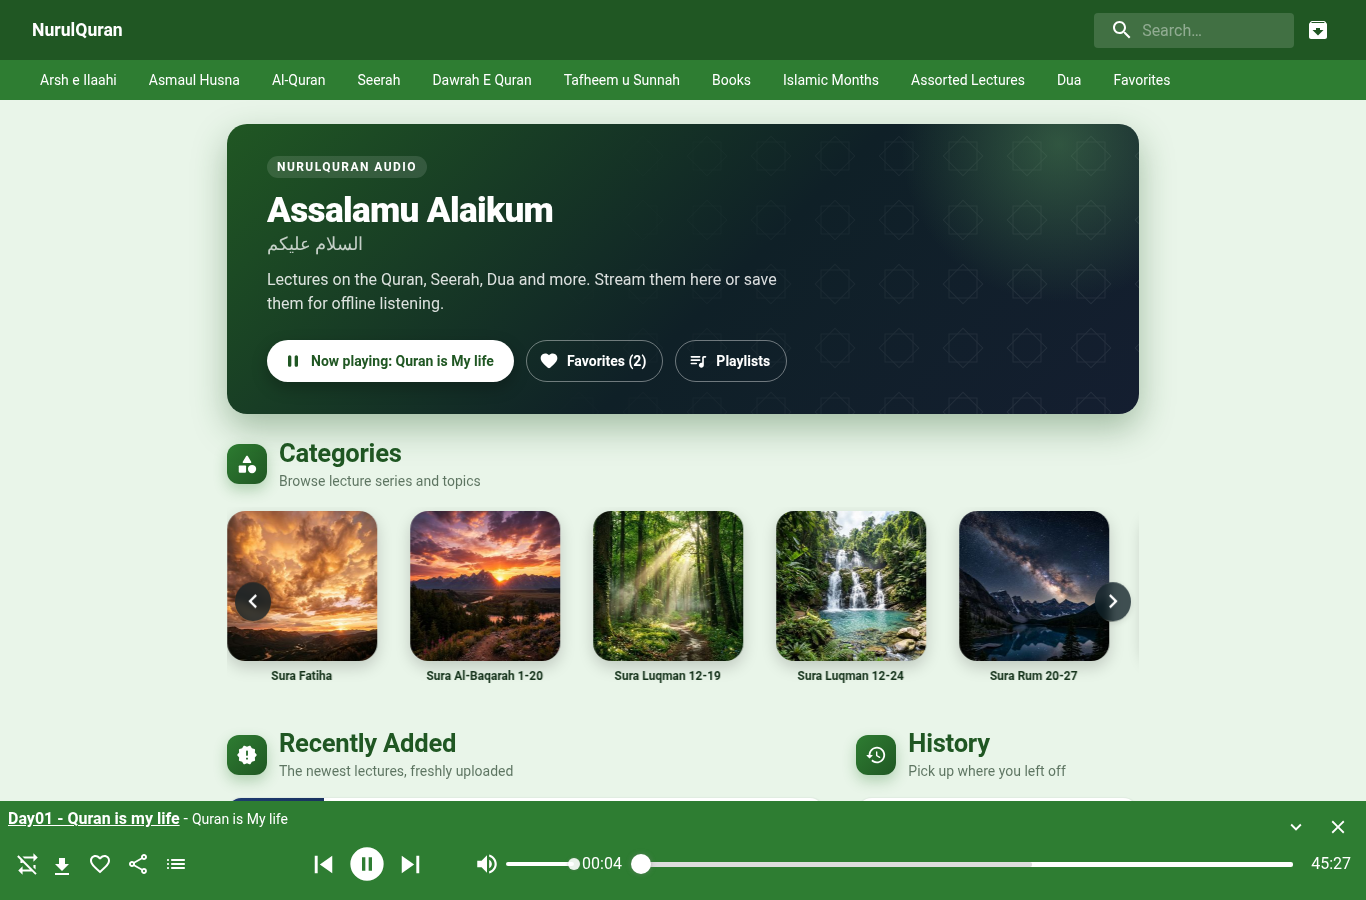 NurulQuran
Search...
Arsh e Ilaahi
Asmaul Husna
Al-Quran
Seerah
Dawrah E Quran
Tafheem u Sunnah
Books
Islamic Months
Assorted Lectures
Dua
Favorites
NURULQURAN AUDIO
Assalamu Alaikum
السلام عليكم
Lectures on the Quran, Seerah, Dua and more. Stream them here or save
them for offline listening.
Now playing: Quran is My life
Favorites (2)
Playlists
Categories
Browse lecture series and topics
Sura Fatiha
Sura Al-Baqarah 1-20
Sura Luqman 12-19
Sura Luqman 12-24
Sura Rum 20-27
Recently Added
The newest lectures, freshly uploaded
History
Pick up where you left off
Day01 - Quran is my life - Quran is My life
00:04
45:27